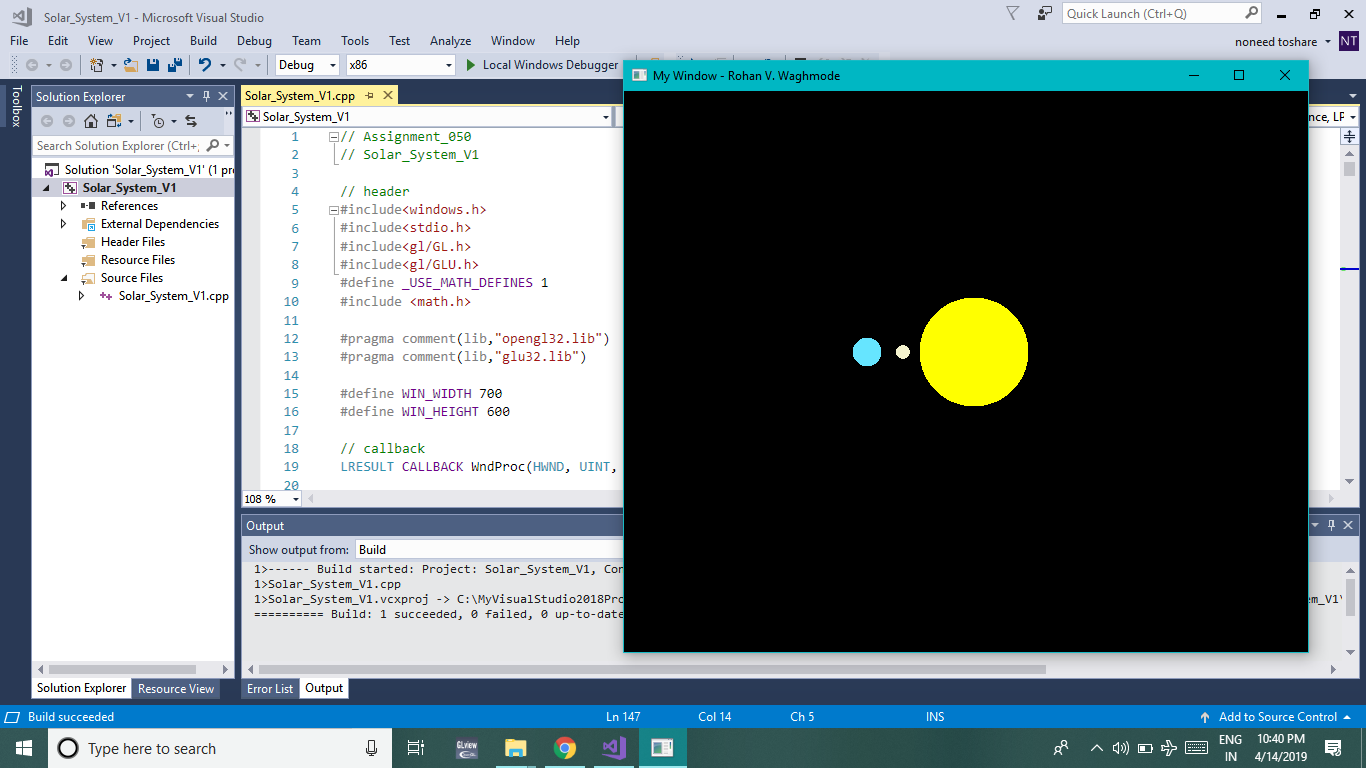 Solar_System_V1 - Microsoft Visual Studio
Quick Launch (Ctrl+Q)
File Edit View Project Build Debug Team Tools Test Analyze Window Help
noneed toshare NT
Debug x86 Local Windows Debugger
Toolbox
Solution Explorer
Search Solution Explorer (Ctrl+;
Solution 'Solar_System_V1' (1 pro
Solar_System_V1
References
External Dependencies
Header Files
Resource Files
Source Files
Solar_System_V1.cpp
Solution Explorer Resource View
Solar_System_V1.cpp
Solar_System_V1
nce, LP
1 // Assignment_050
2 // Solar_System_V1
3
4 // header
5 #include<windows.h>
6 #include<stdio.h>
7 #include<gl/GL.h>
8 #include<gl/GLU.h>
9 #define _USE_MATH_DEFINES 1
10 #include <math.h>
11
12 #pragma comment(lib,"opengl32.lib")
13 #pragma comment(lib,"glu32.lib")
14
15 #define WIN_WIDTH 700
16 #define WIN_HEIGHT 600
17
18 // callback
19 LRESULT CALLBACK WndProc(HWND, UINT,
20
108 %
My Window - Rohan V. Waghmode
Output
Show output from: Build
1>------ Build started: Project: Solar_System_V1, Con
1>Solar_System_V1.cpp
1>Solar_System_V1.vcxproj -> C:\MyVisualStudio2018Pro
em_V1\
========== Build: 1 succeeded, 0 failed, 0 up-to-date
Error List Output
Build succeeded Ln 147 Col 14 Ch 5 INS Add to Source Control
Type here to search
GLview
ENG
IN
10:40 PM
4/14/2019